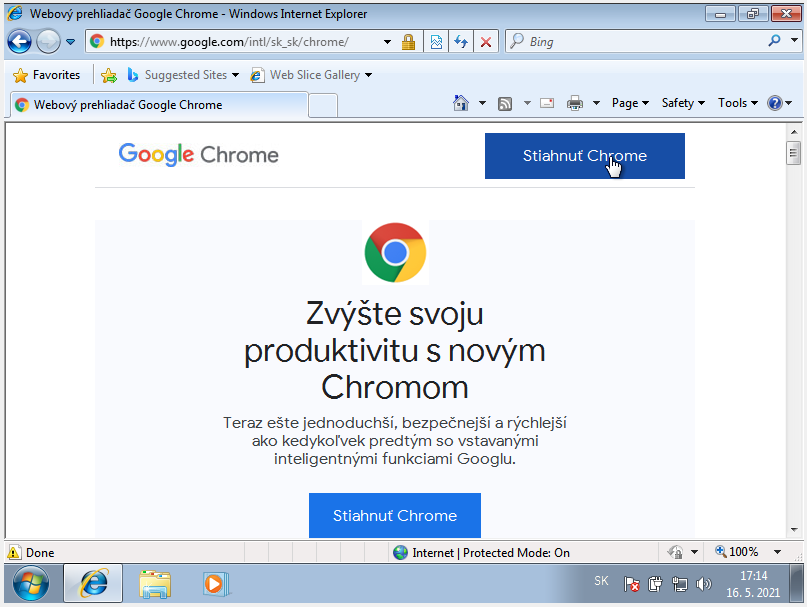 Webový prehliadač Google Chrome - Windows Internet Explorer
https://www.google.com/intl/sk_sk/chrome/
Bing
Favorites
Suggested Sites
Web Slice Gallery
Webový prehliadač Google Chrome
Page
Safety
Tools
Google Chrome
Stiahnuť Chrome
Zvýšte svoju
produktivitu s novým
Chromom
Teraz ešte jednoduchší, bezpečnejší a rýchlejší
ako kedykoľvek predtým so vstavanými
inteligentnými funkciami Googlu.
Stiahnuť Chrome
Done
Internet | Protected Mode: On
100%
SK
17:14
16. 5. 2021